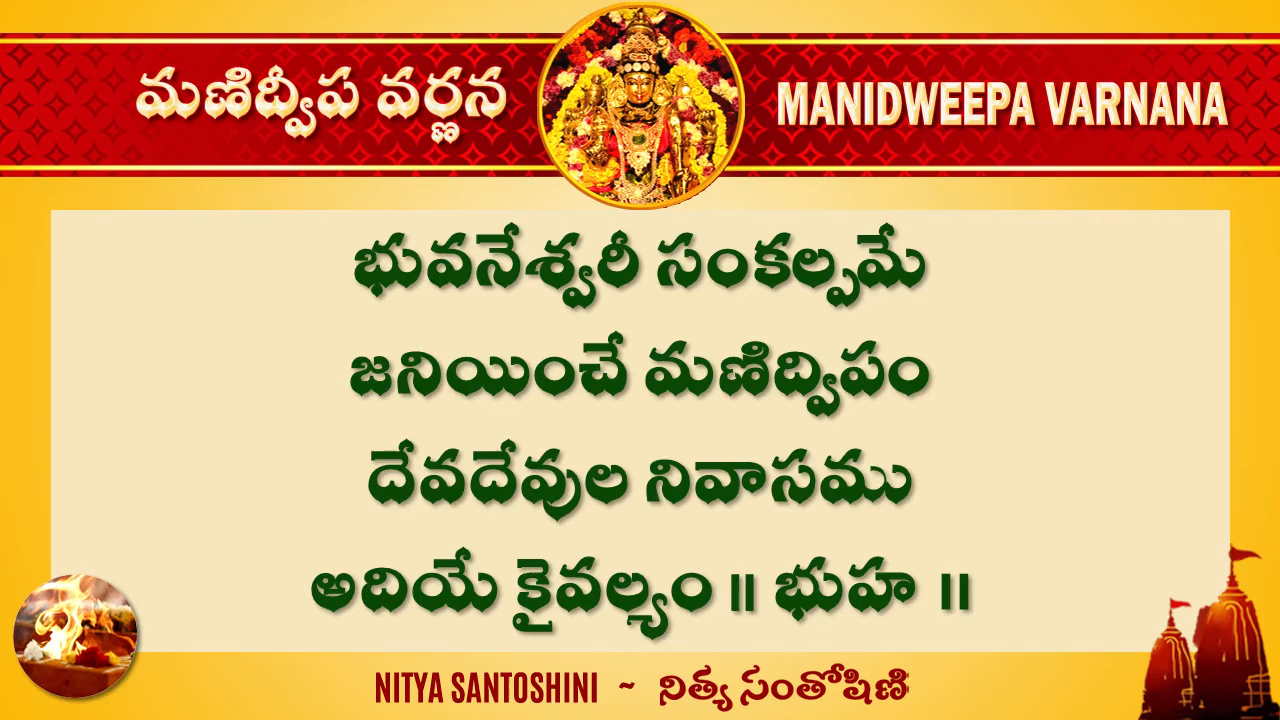 మణిద్వీప వర్ణన
MANIDWEEPA VARNANA
భువనేశ్వరీ సంకల్పమే
జనియించే మణిద్విపం
దేవదేవుల నివాసము
అదియే కైవల్యం ॥ భుహ ॥
NITYA SANTOSHINI ~ నిత్య సంతోషిణి